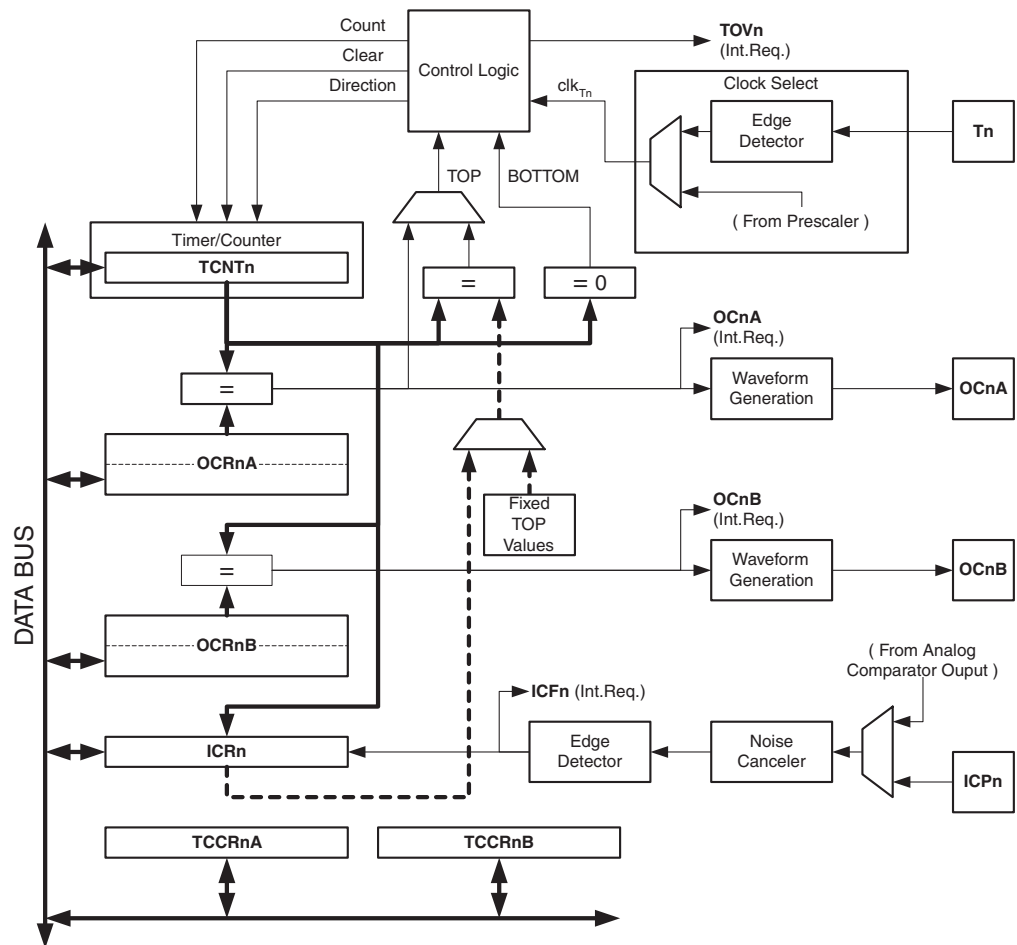 Count
TOVn
(Int.Req.)
Clear
Control Logic
Clock Select
Direction
clkTn
Edge
Detector
Tn
TOP
BOTTOM
( From Prescaler )
Timer/Counter
TCNTn
=
= 0
OCnA
(Int.Req.)
=
Waveform
Generation
OCnA
OCRnA
Fixed
TOP
Values
OCnB
(Int.Req.)
=
Waveform
Generation
OCnB
DATA BUS
OCRnB
( From Analog
Comparator Ouput )
ICFn (Int.Req.)
ICRn
Edge
Detector
Noise
Canceler
ICPn
TCCRnA
TCCRnB